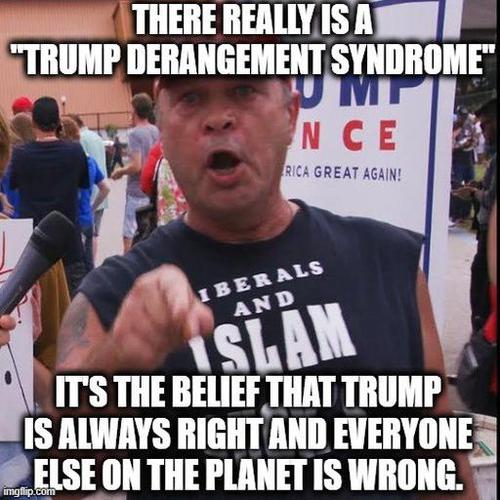 THERE REALLY IS A
"TRUMP DERANGEMENT SYNDROME"
UMP
NCE
ERICA GREAT AGAIN!
IBERALS
AND
ISLAM
IT'S THE BELIEF THAT TRUMP
IS ALWAYS RIGHT AND EVERYONE
ELSE ON THE PLANET IS WRONG.
imgflip.com